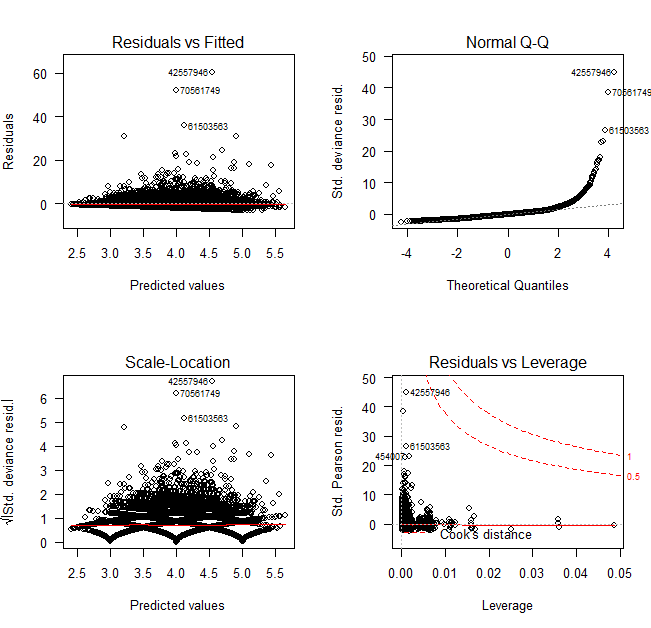 Residuals vs Fitted
Residuals
60
40
20
0
42557946
70561749
61503563
2.5 3.0 3.5 4.0 4.5 5.0 5.5
Predicted values
Normal Q-Q
Std. deviance resid.
50
40
30
20
10
0
42557946
70561749
61503563
-4 -2 0 2 4
Theoretical Quantiles
Scale-Location
√|Std. deviance resid.|
6
5
4
3
2
1
0
42557946
70561749
61503563
2.5 3.0 3.5 4.0 4.5 5.0 5.5
Predicted values
Residuals vs Leverage
Std. Pearson resid.
50
40
30
20
10
0
42557946
61503563
454007
1
0.5
Cook's distance
0.00 0.01 0.02 0.03 0.04 0.05
Leverage